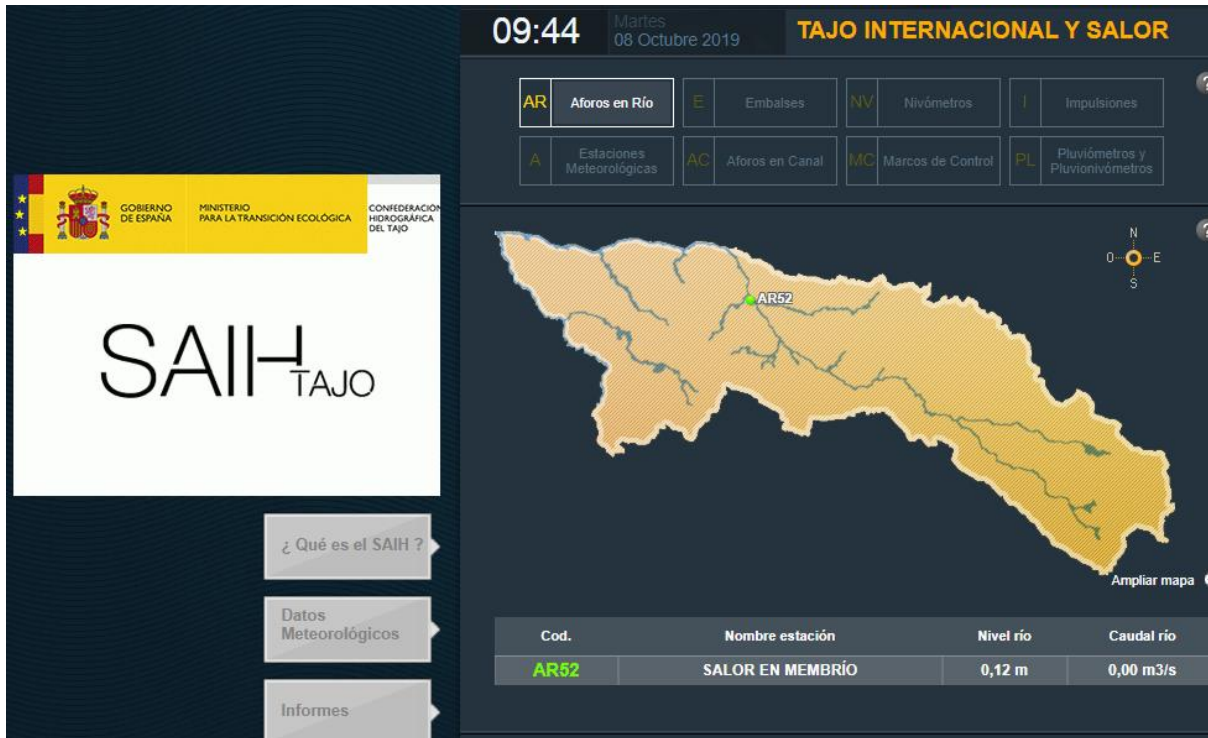 09:44
Martes
08 Octubre 2019
TAJO INTERNACIONAL Y SALOR
AR Aforos en Río
E Embalses
NV Nivómetros
I Impulsiones
A Estaciones
Meteorológicas
AC Aforos en Canal
MC Marcos de Control
PL Pluviómetros y
Pluvionivómetros
?
GOBIERNO
DE ESPAÑA
MINISTERIO
PARA LA TRANSICIÓN ECOLÓGICA
CONFEDERACIÓN
HIDROGRÁFICA
DEL TAJO
SAIH
TAJO
¿ Qué es el SAIH ?
Datos
Meteorológicos
Informes
?
N
O E
S
AR52
Ampliar mapa
Cod. Nombre estación Nivel río Caudal río
AR52 SALOR EN MEMBRÍO 0,12 m 0,00 m3/s